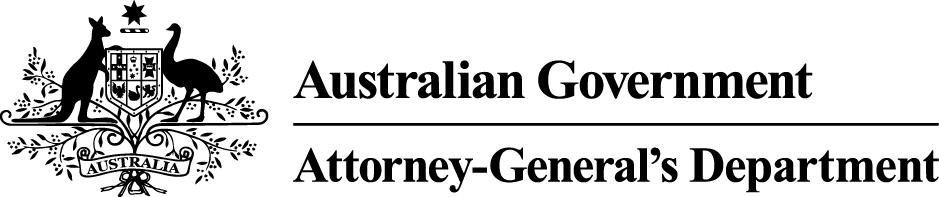 Australian Government
Attorney-General’s Department
AUSTRALIA